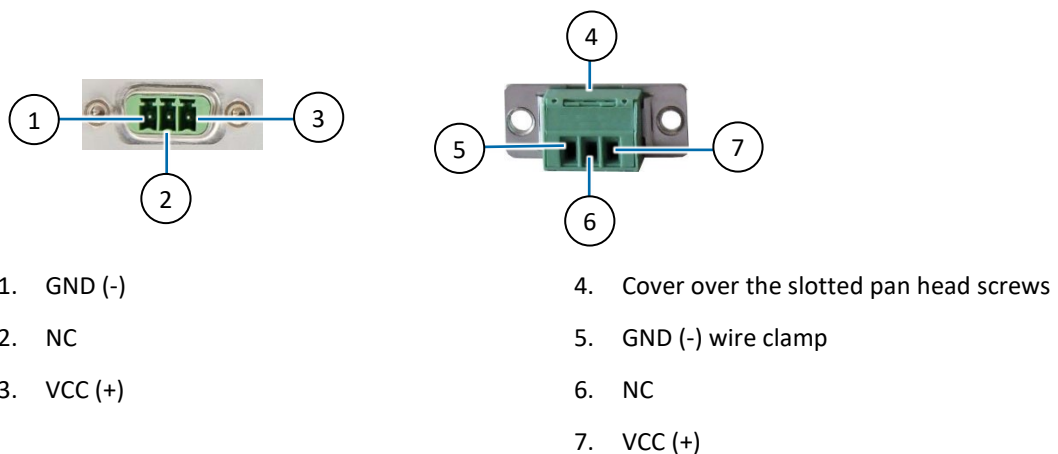 4
1
3
5
7
2
6
1. GND (-)
2. NC
3. VCC (+)
4. Cover over the slotted pan head screws
5. GND (-) wire clamp
6. NC
7. VCC (+)